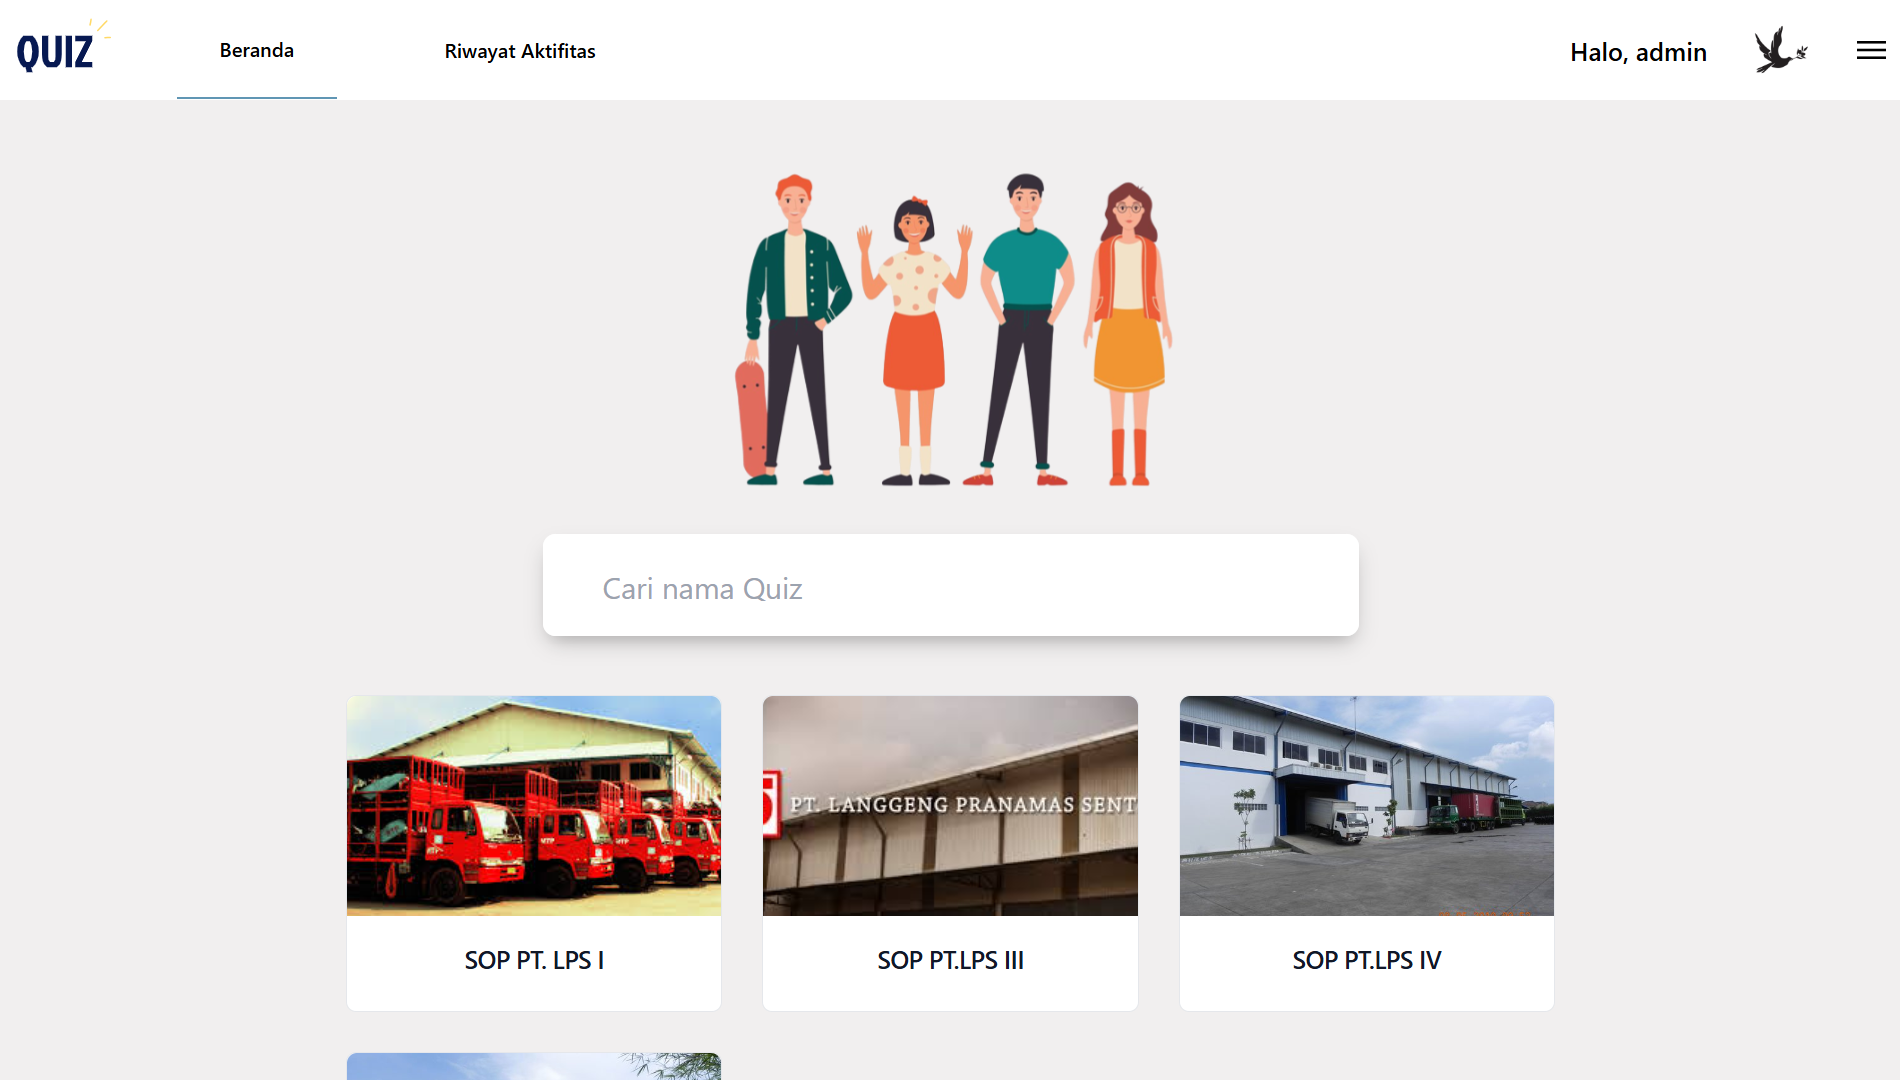 QUIZ
Beranda
Riwayat Aktifitas
Halo, admin
Cari nama Quiz
PT. LANGGENG PRANAMAS SENT
SOP PT. LPS I
SOP PT.LPS III
SOP PT.LPS IV